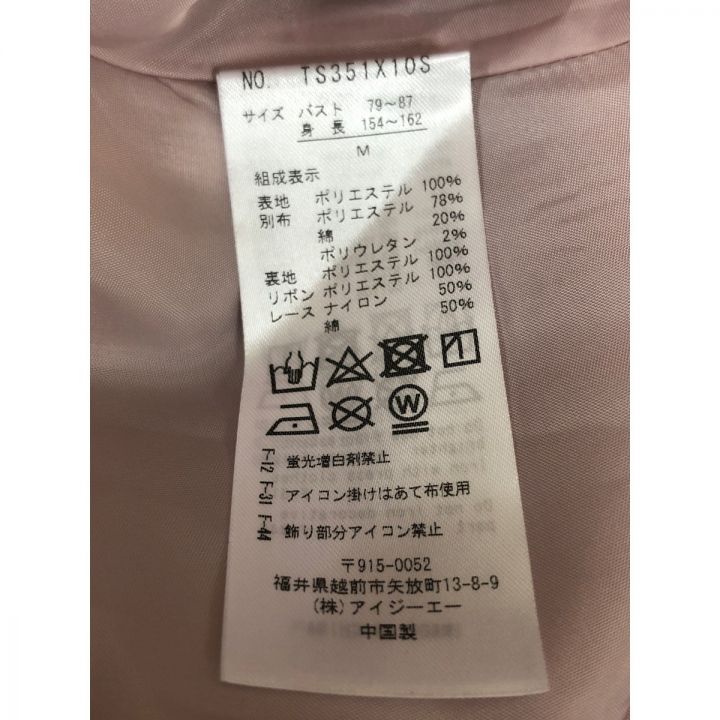 NO. TS351X10S
サイズ バスト 79～87
身 長 154～162
M
組成表示
表地 ポリエステル 100%
別布 ポリエステル 78%
綿 20%
ポリウレタン 2%
裏地 ポリエステル 100%
リボン ポリエステル 100%
レース ナイロン 50%
綿 50%
W
F-12 蛍光増白剤禁止
F-31 アイコン掛けはあて布使用
F-44 飾り部分アイコン禁止
〒915-0052
福井県越前市矢放町13-8-9
(株)アイジーエー
中国製